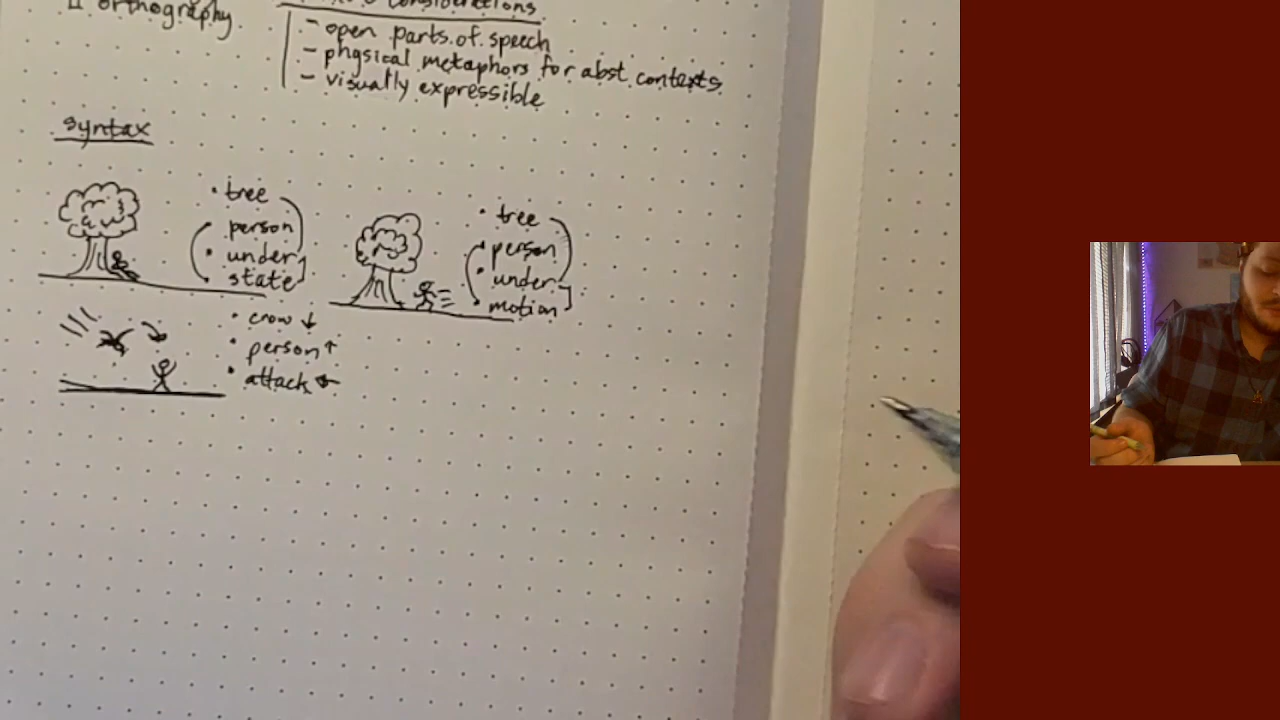 □ orthography
considerations
- open parts of speech
- physical metaphors for abst contexts
- visually expressible
syntax
• tree
person
• under
state
• tree
• person
• under
motion
• crow ↓
• person ↑
• attack ←